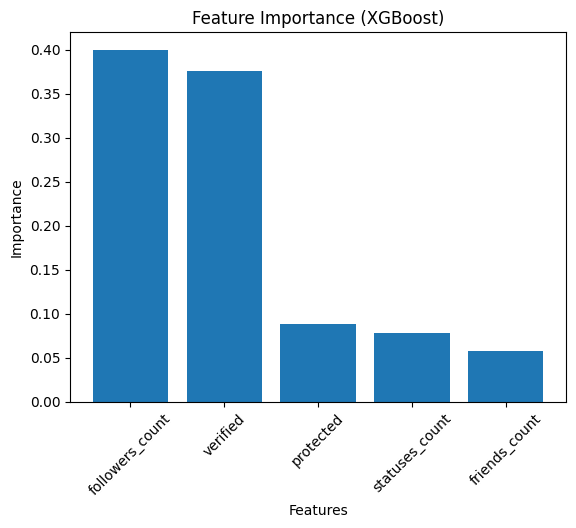 Feature Importance (XGBoost)
0.40
0.35
0.30
0.25
0.20
0.15
0.10
0.05
0.00
Importance
followers_count
verified
protected
statuses_count
friends_count
Features